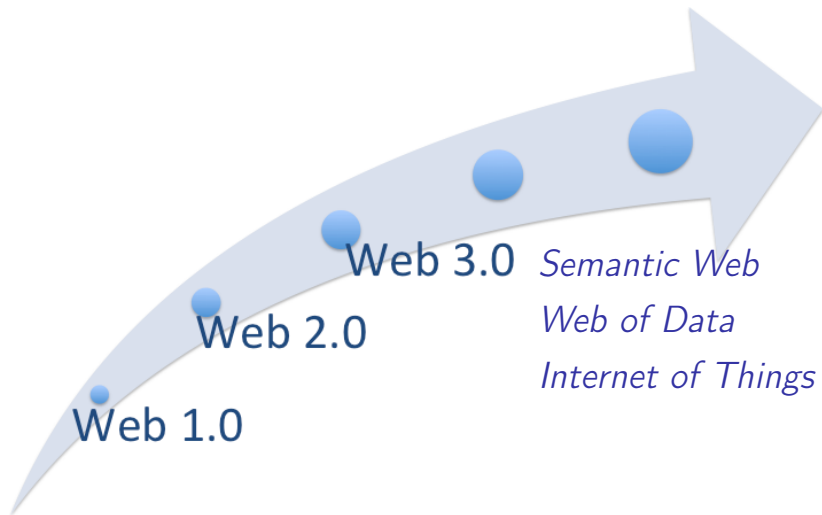 Web 3.0
Semantic Web
Web of Data
Internet of Things
Web 2.0
Web 1.0